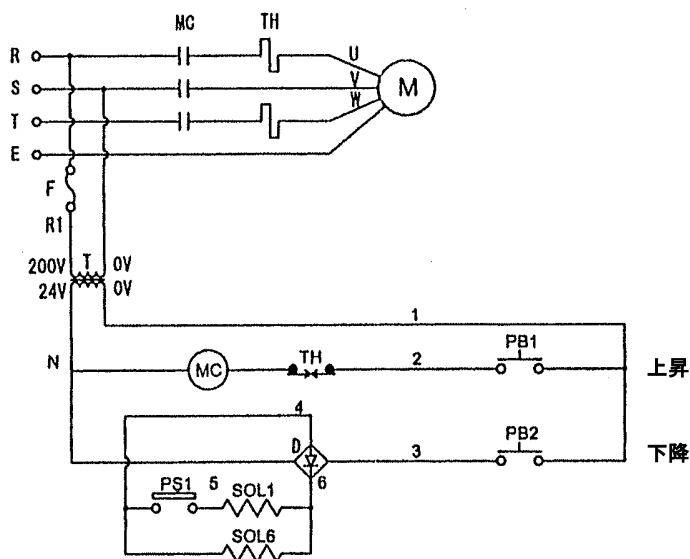 MC TH
R U
S V M
T W
E
F
R1
200V T 0V
24V 0V
1
N MC TH 2 PB1 上昇
4
D 3 PB2 下降
PS1 5 SOL1 6
SOL6